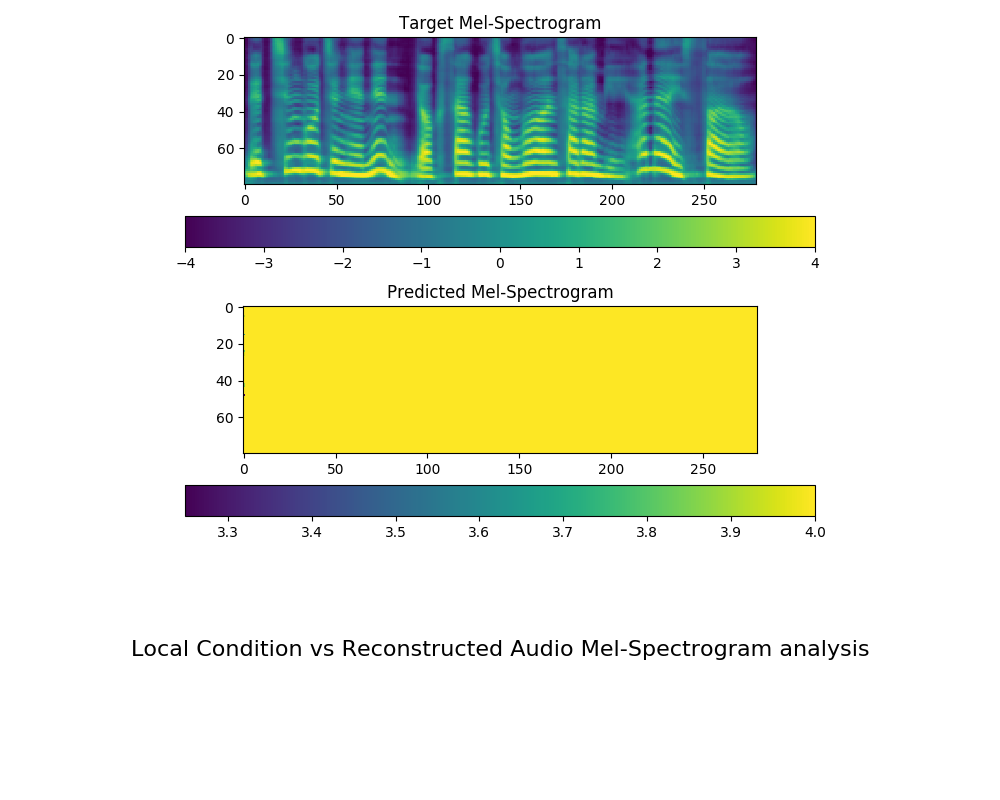 Target Mel-Spectrogram
0
20
40
60
0 50 100 150 200 250
−4 −3 −2 −1 0 1 2 3 4
Predicted Mel-Spectrogram
0
20
40
60
0 50 100 150 200 250
3.3 3.4 3.5 3.6 3.7 3.8 3.9 4.0
Local Condition vs Reconstructed Audio Mel-Spectrogram analysis